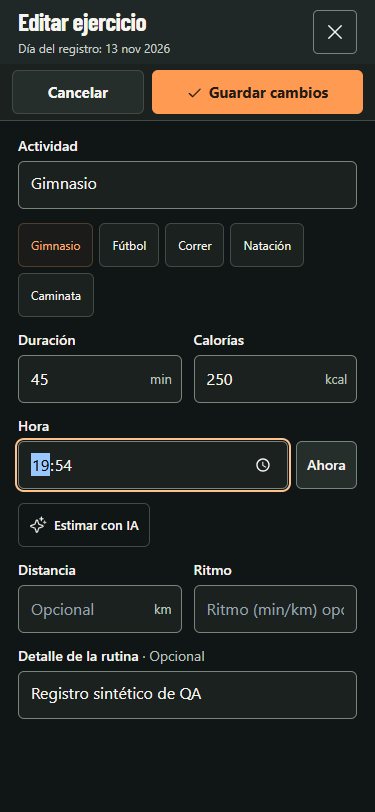 Editar ejercicio
Día del registro: 13 nov 2026
Cancelar
Guardar cambios
Actividad
Gimnasio
Gimnasio Fútbol Correr Natación
Caminata
Duración Calorías
45 min 250 kcal
Hora
19:54 Ahora
Estimar con IA
Distancia Ritmo
Opcional km Ritmo (min/km) opc
Detalle de la rutina · Opcional
Registro sintético de QA